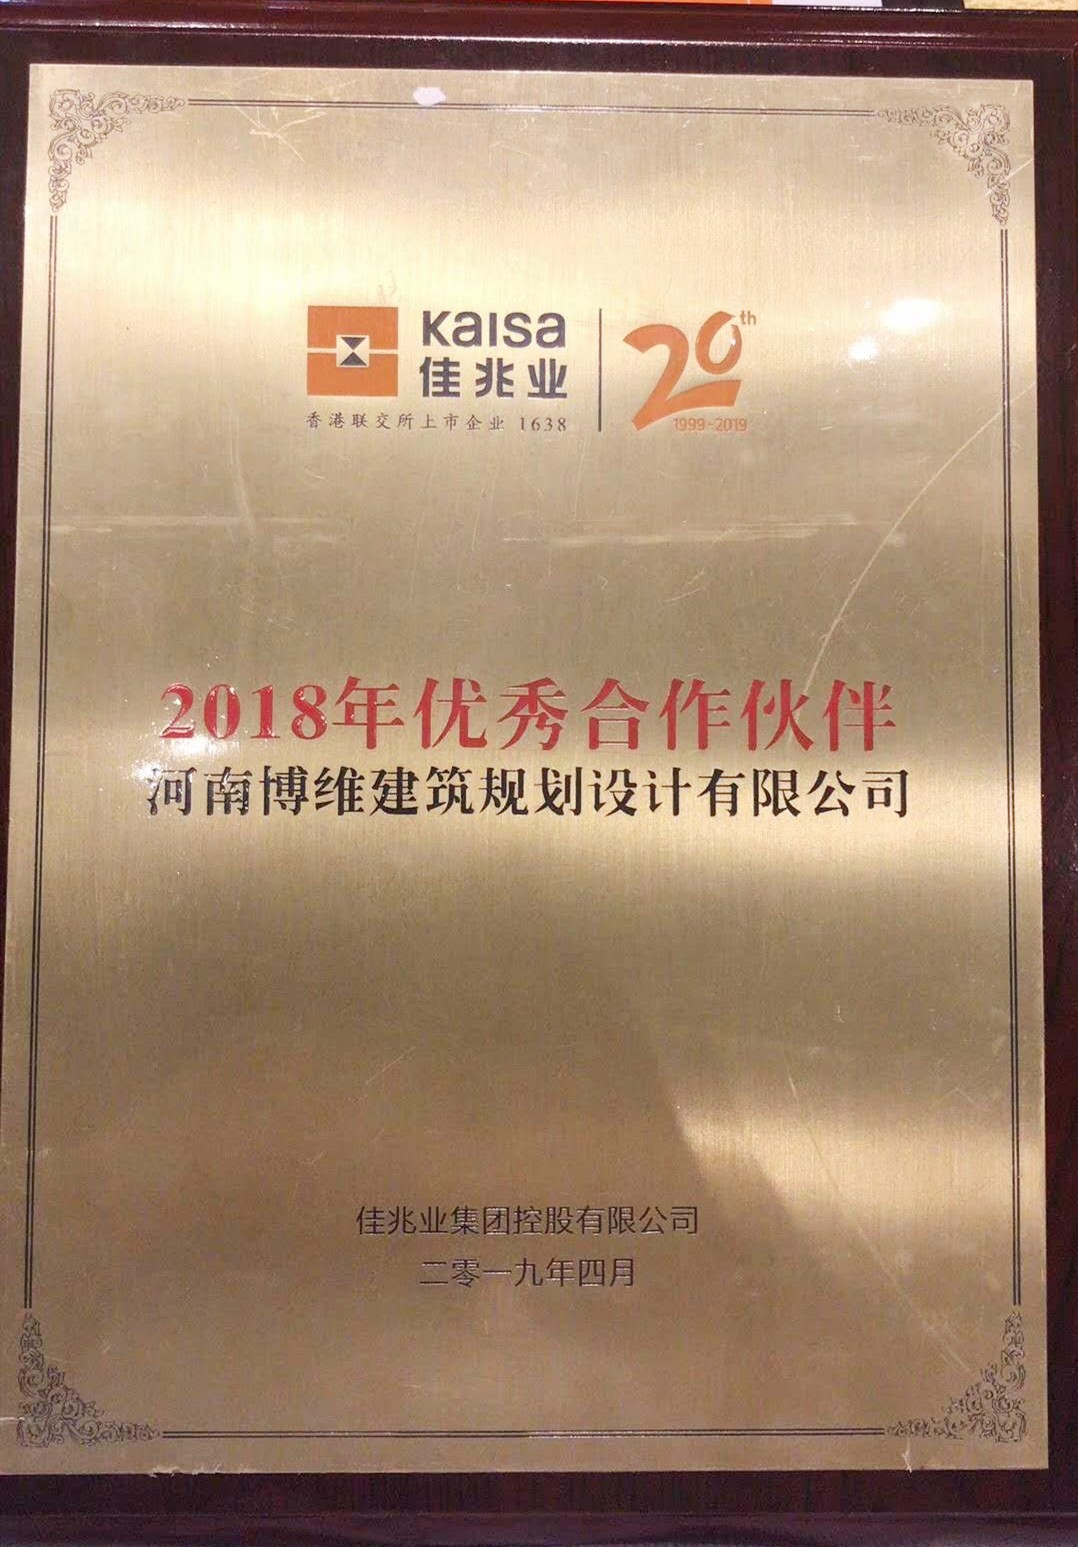 Kaisa
佳兆业
香港联交所上市企业 1638
20th
1999-2019
2018年优秀合作伙伴
河南博维建筑规划设计有限公司
佳兆业集团控股有限公司
二零一九年四月